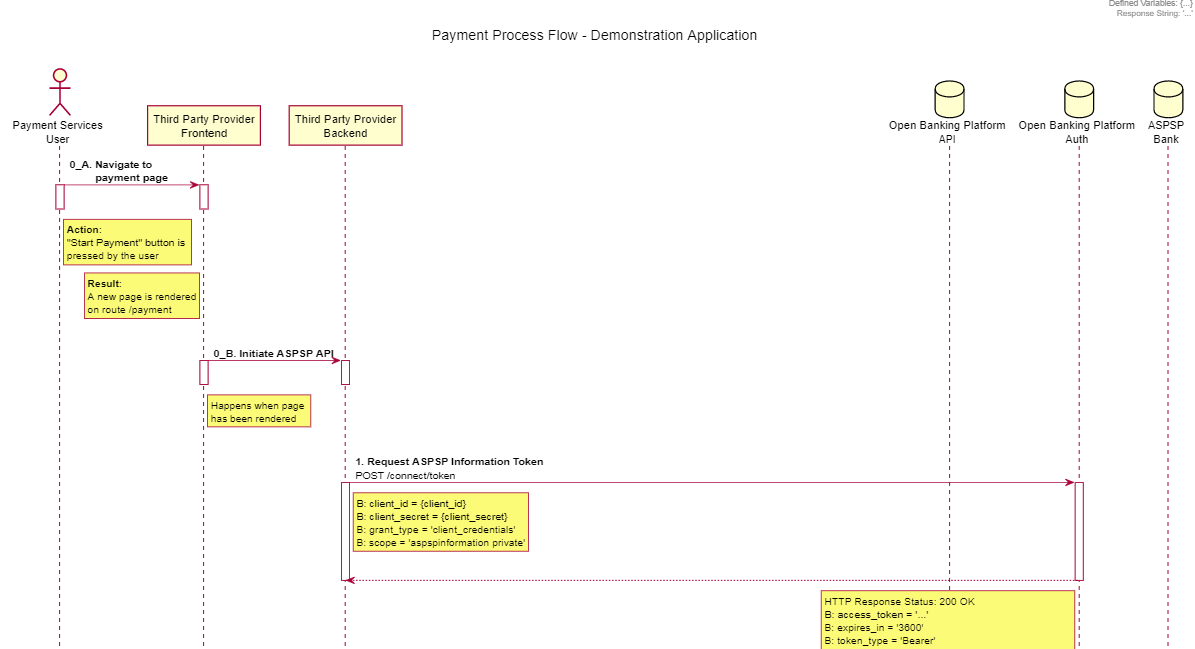 Defined Variables: {...}
Response String: '...'
Payment Process Flow - Demonstration Application
Payment Services
User
Third Party Provider
Frontend
Third Party Provider
Backend
Open Banking Platform
API
Open Banking Platform
Auth
ASPSP
Bank
0_A. Navigate to
payment page
Action:
"Start Payment" button is
pressed by the user
Result:
A new page is rendered
on route /payment
0_B. Initiate ASPSP API
Happens when page
has been rendered
1. Request ASPSP Information Token
POST /connect/token
B: client_id = {client_id}
B: client_secret = {client_secret}
B: grant_type = 'client_credentials'
B: scope = 'aspspinformation private'
HTTP Response Status: 200 OK
B: access_token = '...'
B: expires_in = '3600'
B: token_type = 'Bearer'